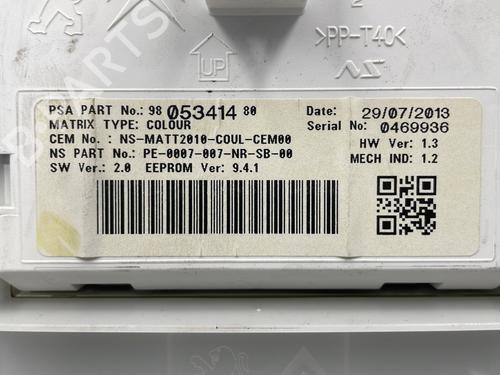 2
>PP-T40<
NS
UP
PSA PART No.: 98 053414 80
MATRIX TYPE: COLOUR
CEM No.  : NS-MATT2010-COUL-CEM00
NS PART No.: PE-0007-007-NR-SB-00
SW Ver.: 2.0  EEPROM Ver.: 9.4.1
Date: 29/07/2013
Serial No: 0469936
HW Ver: 1.3
MECH IND: 1.2